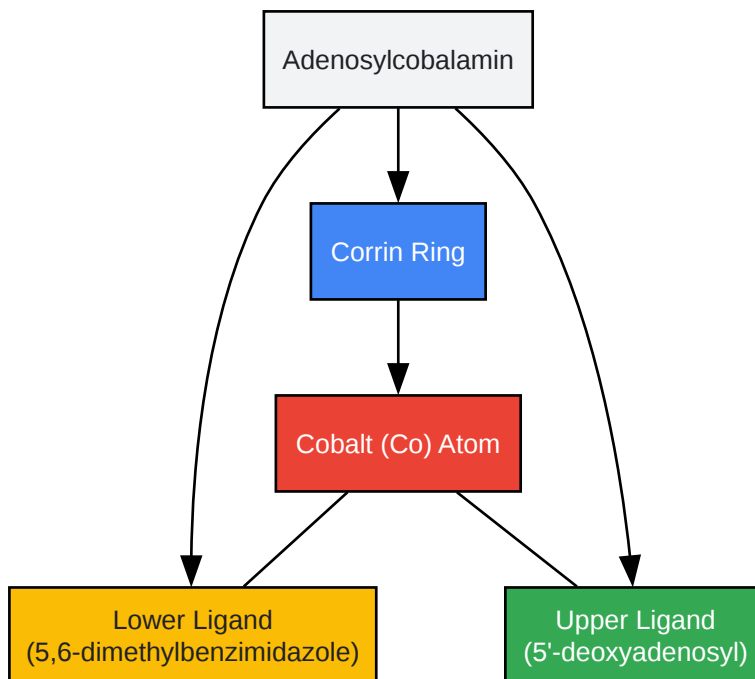 Adenosylcobalamin
Corrin Ring
Cobalt (Co) Atom
Lower Ligand
(5,6-dimethylbenzimidazole)
Upper Ligand
(5'-deoxyadenosyl)